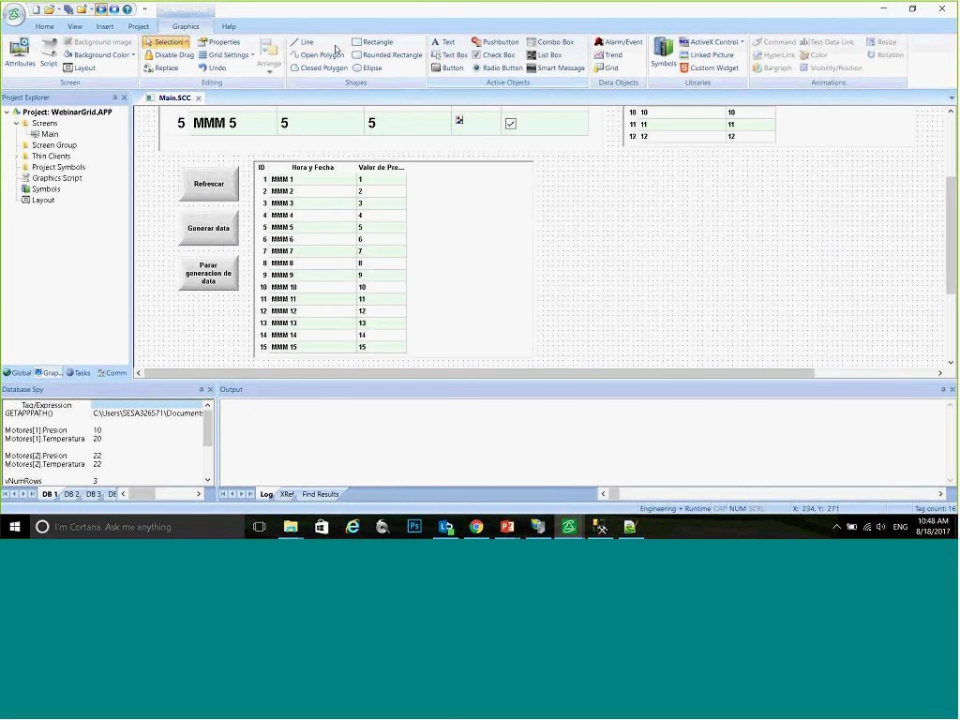 Home View Insert Project Graphics Help
Attributes Script Background Image
Background Color
Layout
Screen
Selection Properties
Disable Drag Grid Settings
Replace Undo
Arrange
Editing
Line Rectangle
Open Polygon Rounded Rectangle
Closed Polygon Ellipse
Shapes
A Text Pushbutton Combo Box
Text Box Check Box List Box
Button Radio Button Smart Message
Active Objects
Alarm/Event
Trend
Grid
Data Objects
Symbols
ActiveX Control
Linked Picture
Custom Widget
Libraries
Command Text Data Link Resize
HyperLink Color Rotation
Bargraph Visibility/Position
Animations
Project Explorer
Main.SCC
Project: WebinarGrid.APP
Screens
Main
Screen Group
Thin Clients
Project Symbols
Graphics Script
Symbols
Layout
Global Grap... Tasks Comm
5 MMM 5 5 5
10 10 10
11 11 11
12 12 12
Refrescar
Generar data
Parar
generacion de
data
ID Hora y Fecha Valor de Pre...
1 MMM 1 1
2 MMM 2 2
3 MMM 3 3
4 MMM 4 4
5 MMM 5 5
6 MMM 6 6
7 MMM 7 7
8 MMM 8 8
9 MMM 9 9
10 MMM 10 10
11 MMM 11 11
12 MMM 12 12
13 MMM 13 13
14 MMM 14 14
15 MMM 15 15
Database Spy
Output
Tag/Expression
GETAPPPATH() C:\Users\SESA326571\Document
Motores[1].Presion 10
Motores[1].Temperatura 20
Motores[2].Presion 22
Motores[2].Temperatura 22
vNumRows 3
DB 1 DB 2 DB 3 DE
Log XRef Find Results
Engineering + Runtime CAP NUM SCRL X: 234, Y: 271 Tag count: 16
I'm Cortana. Ask me anything
Ps
ENG
10:48 AM
8/18/2017